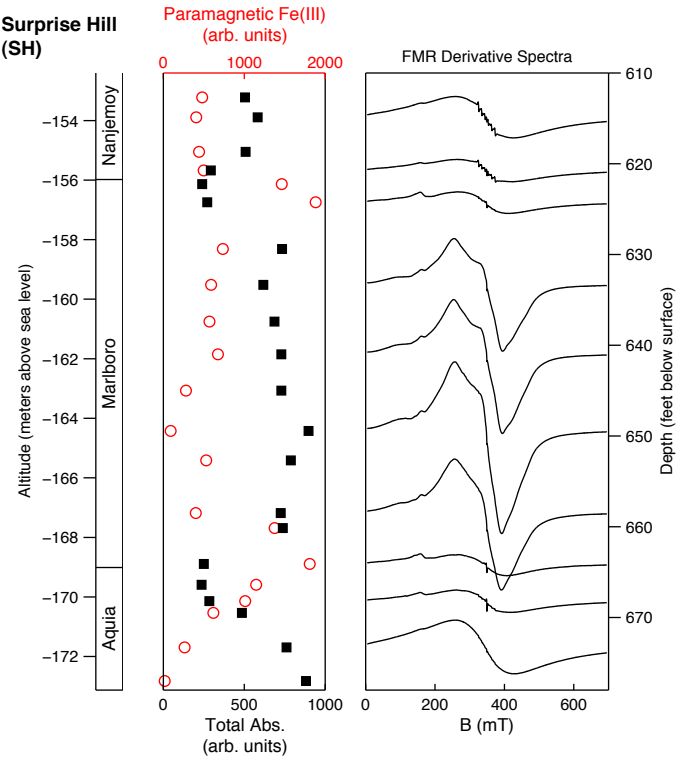 Surprise Hill
(SH)
Paramagnetic Fe(III)
(arb. units)
0 1000 2000
FMR Derivative Spectra
Altitude (meters above sea level)
−154
−156
−158
−160
−162
−164
−166
−168
−170
−172
Nanjemoy
Marlboro
Aquia
610
620
630
640
650
660
670
Depth (feet below surface)
0 500 1000
Total Abs.
(arb. units)
0 200 400 600
B (mT)